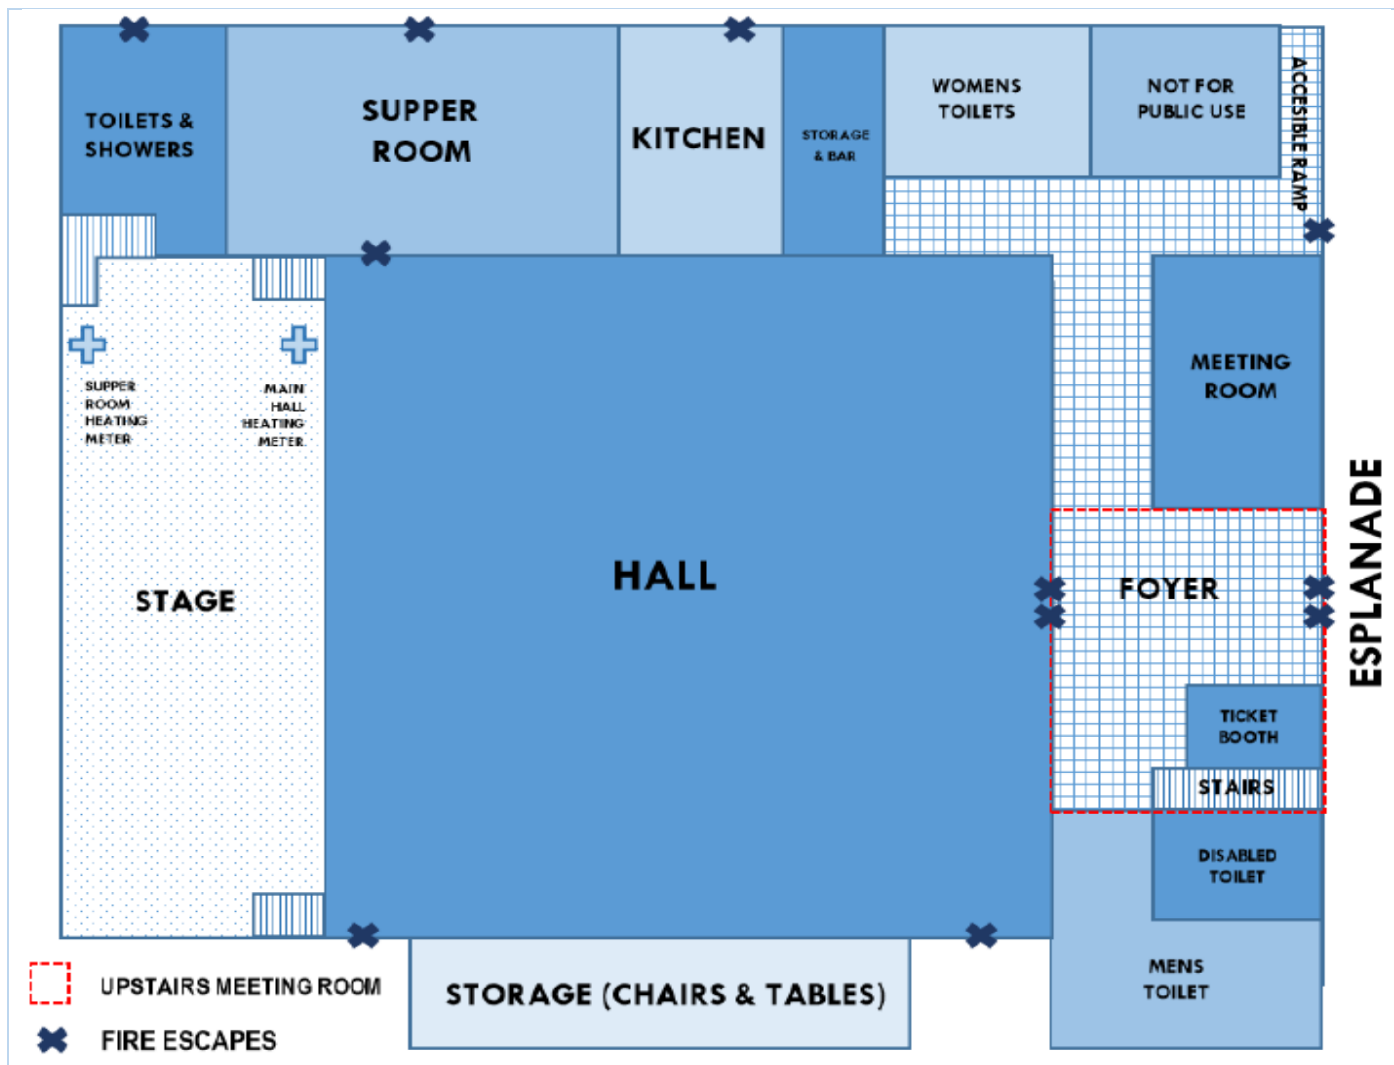 TOILETS &
SHOWERS
SUPPER
ROOM
KITCHEN
STORAGE
& BAR
WOMENS
TOILETS
NOT FOR
PUBLIC USE
ACCESIBLE RAMP
SUPPER
ROOM
HEATING
METER
MAIN
HALL
HEATING
METER
MEETING
ROOM
STAGE
HALL
FOYER
ESPLANADE
TICKET
BOOTH
STAIRS
DISABLED
TOILET
MENS
TOILET
STORAGE (CHAIRS & TABLES)
UPSTAIRS MEETING ROOM
FIRE ESCAPES